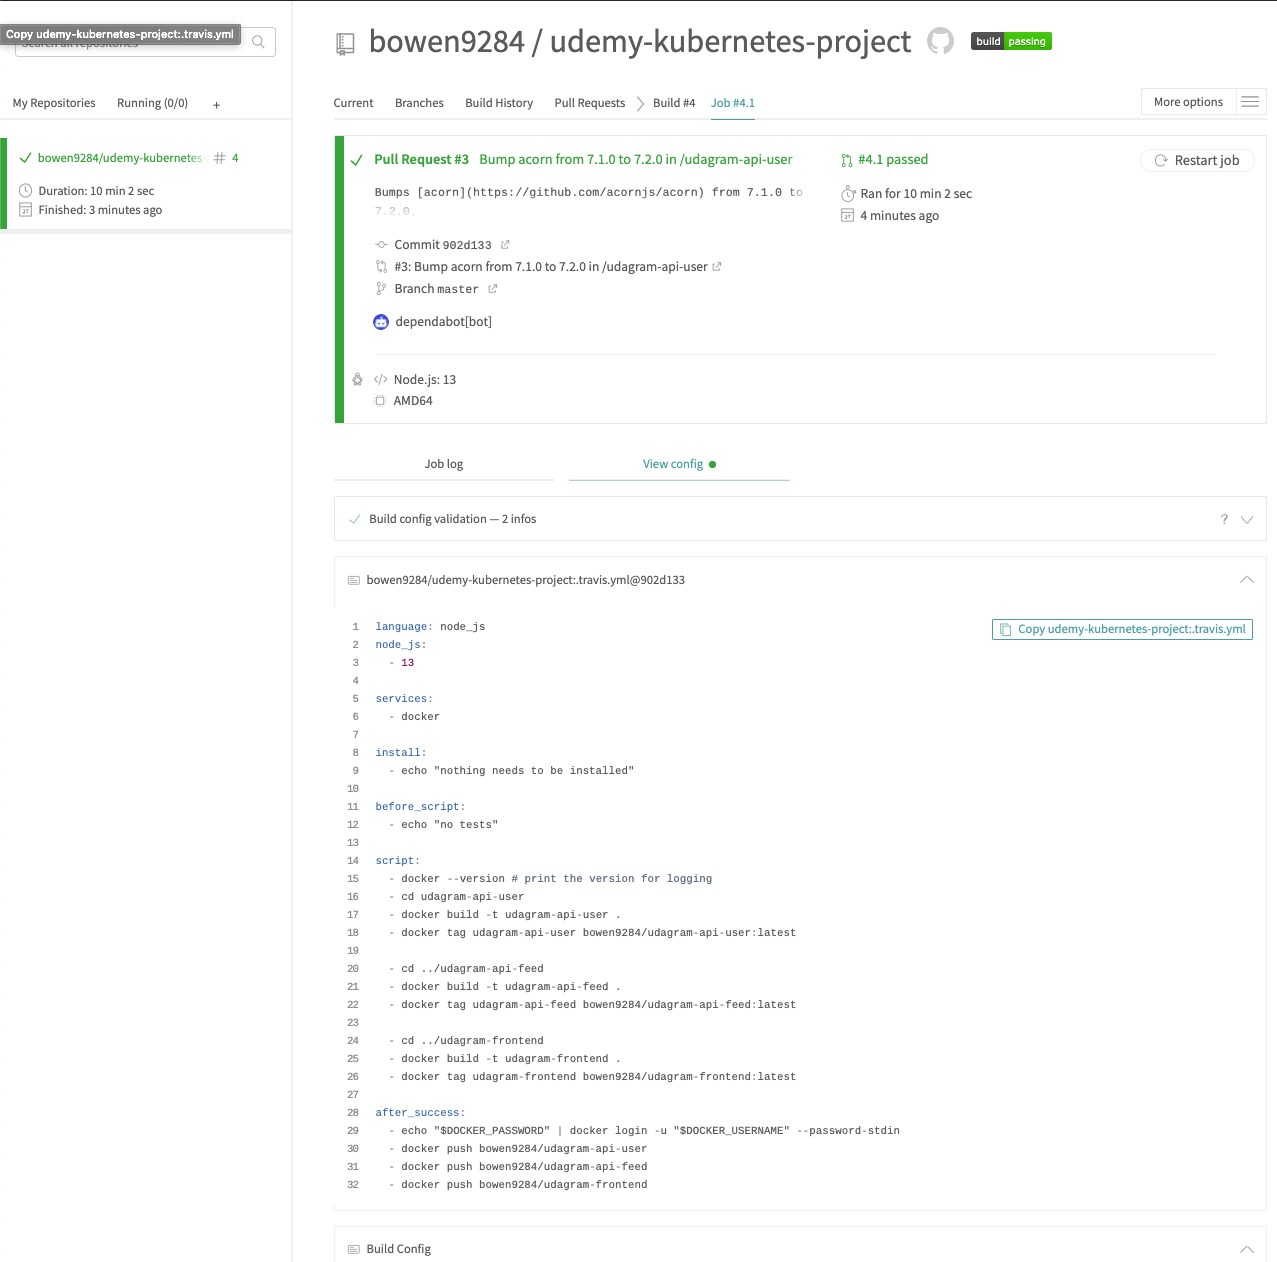 Copy udemy-kubernetes-project:.travis.yml
Search all repositories
My Repositories Running (0/0) +
bowen9284/udemy-kubernetes- # 4
Duration: 10 min 2 sec
Finished: 3 minutes ago
bowen9284 / udemy-kubernetes-project build passing
Current Branches Build History Pull Requests Build #4 Job #4.1 More options
Pull Request #3 Bump acorn from 7.1.0 to 7.2.0 in /udagram-api-user
Bumps [acorn](https://github.com/acornjs/acorn) from 7.1.0 to
7.2.0.
Commit 902d133
#3: Bump acorn from 7.1.0 to 7.2.0 in /udagram-api-user
Branch master
dependabot[bot]
#4.1 passed
Ran for 10 min 2 sec
4 minutes ago
Restart job
</> Node.js: 13
AMD64
Job log View config
Build config validation — 2 infos ?
bowen9284/udemy-kubernetes-project:.travis.yml@902d133
Copy udemy-kubernetes-project:.travis.yml
1 language: node_js
2 node_js:
3 - 13
4
5 services:
6 - docker
7
8 install:
9 - echo "nothing needs to be installed"
10
11 before_script:
12 - echo "no tests"
13
14 script:
15 - docker --version # print the version for logging
16 - cd udagram-api-user
17 - docker build -t udagram-api-user .
18 - docker tag udagram-api-user bowen9284/udagram-api-user:latest
19
20 - cd ../udagram-api-feed
21 - docker build -t udagram-api-feed .
22 - docker tag udagram-api-feed bowen9284/udagram-api-feed:latest
23
24 - cd ../udagram-frontend
25 - docker build -t udagram-frontend .
26 - docker tag udagram-frontend bowen9284/udagram-frontend:latest
27
28 after_success:
29 - echo "$DOCKER_PASSWORD" | docker login -u "$DOCKER_USERNAME" --password-stdin
30 - docker push bowen9284/udagram-api-user
31 - docker push bowen9284/udagram-api-feed
32 - docker push bowen9284/udagram-frontend
Build Config